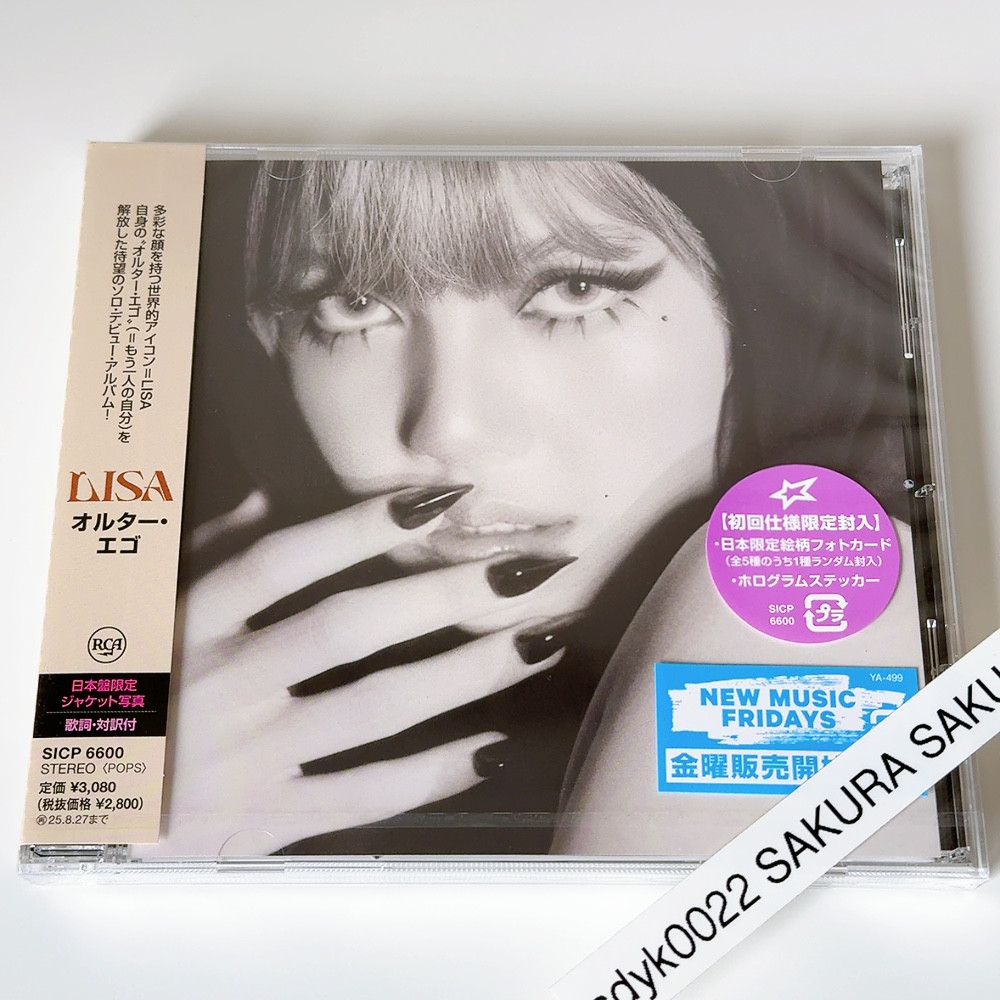 多彩な顔を持つ世界的アイコン=LISA
自身の“オルター・エゴ”(=もう一人の自分)を
解放した待望のソロ・デビュー・アルバム!
LISA
オルター・
エゴ
RCA
日本盤限定
ジャケット写真
歌詞・対訳付
SICP 6600
STEREO〈POPS〉
定価 ¥3,080
(税抜価格 ¥2,800)
㊢25.8.27まで
【初回仕様限定封入】
・日本限定絵柄フォトカード
(全5種のうち1種ランダム封入)
・ホログラムステッカー
SICP
6600
プラ
YA-499
NEW MUSIC
FRIDAYS
金曜販売開
dyk0022 SAKURA SAKU